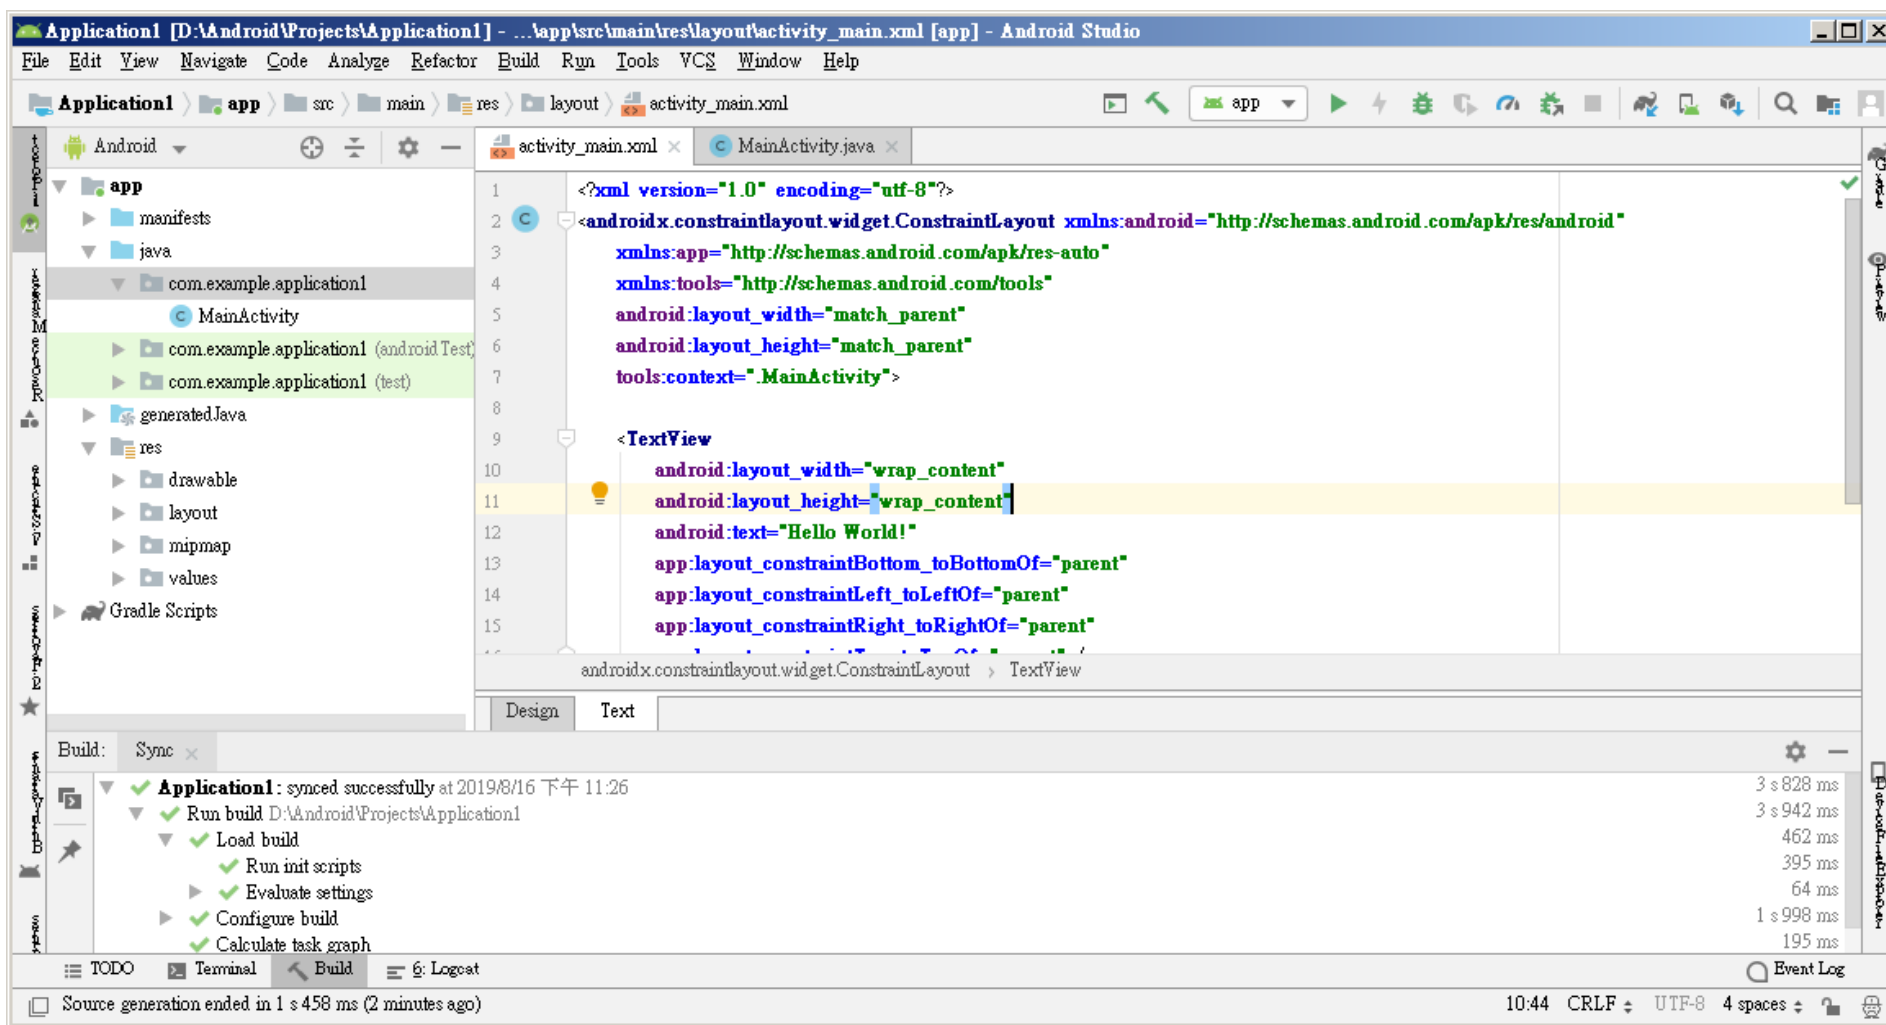 Application1 [D:\Android\Projects\Application1] - ...\app\src\main\res\layout\activity_main.xml [app] - Android Studio
File Edit View Navigate Code Analyze Refactor Build Run Tools VCS Window Help
Application1 app src main res layout activity_main.xml app
Android
activity_main.xml MainActivity.java
app
manifests
java
com.example.application1
MainActivity
com.example.application1 (androidTest)
com.example.application1 (test)
generatedJava
res
drawable
layout
mipmap
values
Gradle Scripts
1 <?xml version="1.0" encoding="utf-8"?>
2 <androidx.constraintlayout.widget.ConstraintLayout xmlns:android="http://schemas.android.com/apk/res/android"
3 xmlns:app="http://schemas.android.com/apk/res-auto"
4 xmlns:tools="http://schemas.android.com/tools"
5 android:layout_width="match_parent"
6 android:layout_height="match_parent"
7 tools:context=".MainActivity">
8
9 <TextView
10 android:layout_width="wrap_content"
11 android:layout_height="wrap_content"
12 android:text="Hello World!"
13 app:layout_constraintBottom_toBottomOf="parent"
14 app:layout_constraintLeft_toLeftOf="parent"
15 app:layout_constraintRight_toRightOf="parent"
androidx.constraintlayout.widget.ConstraintLayout > TextView
Design Text
Build: Sync
Application1: synced successfully at 2019/8/16 下午 11:26 3 s 828 ms
Run build D:\Android\Projects\Application1 3 s 942 ms
Load build 462 ms
Run init scripts 395 ms
Evaluate settings 64 ms
Configure build 1 s 998 ms
Calculate task graph 195 ms
TODO Terminal Build 6: Logcat Event Log
Source generation ended in 1 s 458 ms (2 minutes ago) 10:44 CRLF UTF-8 4 spaces
Gradle
Preview
Device File Explorer